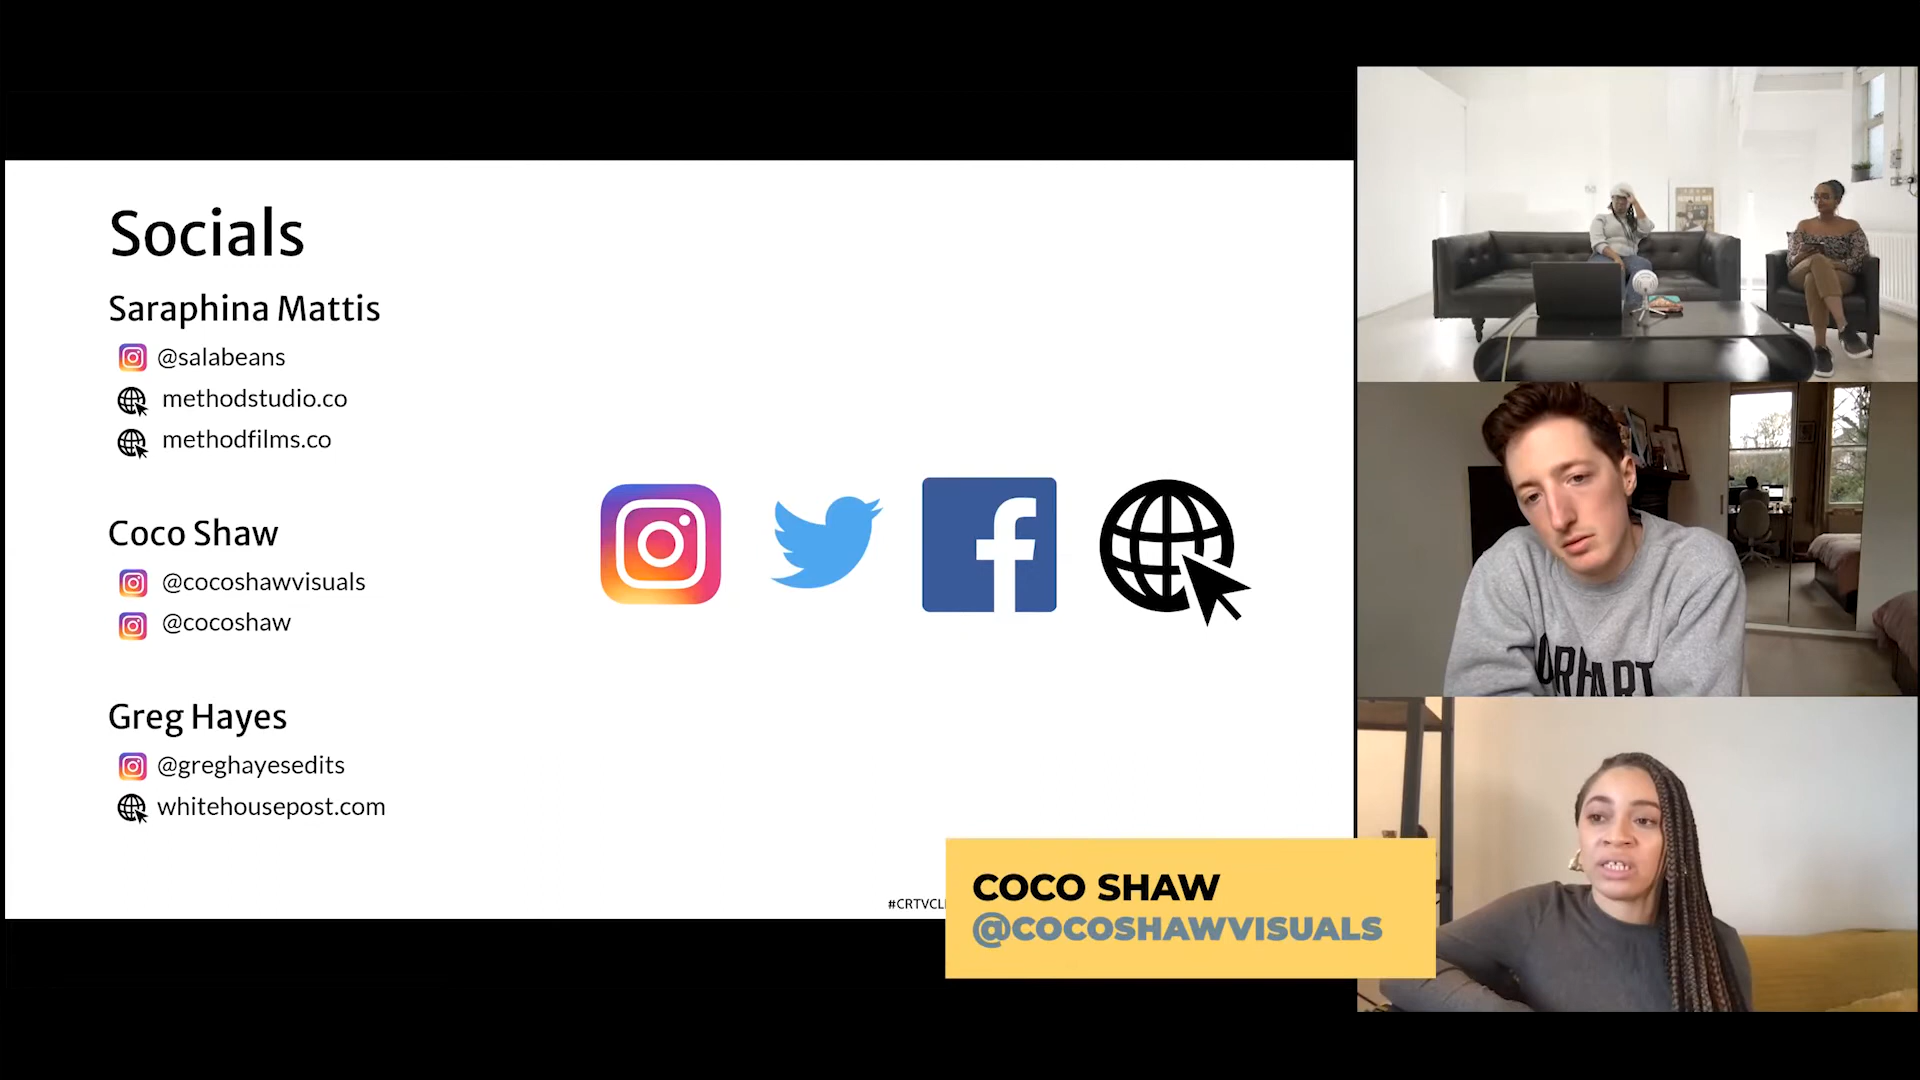 Socials
Saraphina Mattis
@salabeans
methodstudio.co
methodfilms.co
Coco Shaw
@cocoshawvisuals
@cocoshaw
Greg Hayes
@greghayesedits
whitehousepost.com
#CRTVCL
COCO SHAW
@COCOSHAWVISUALS